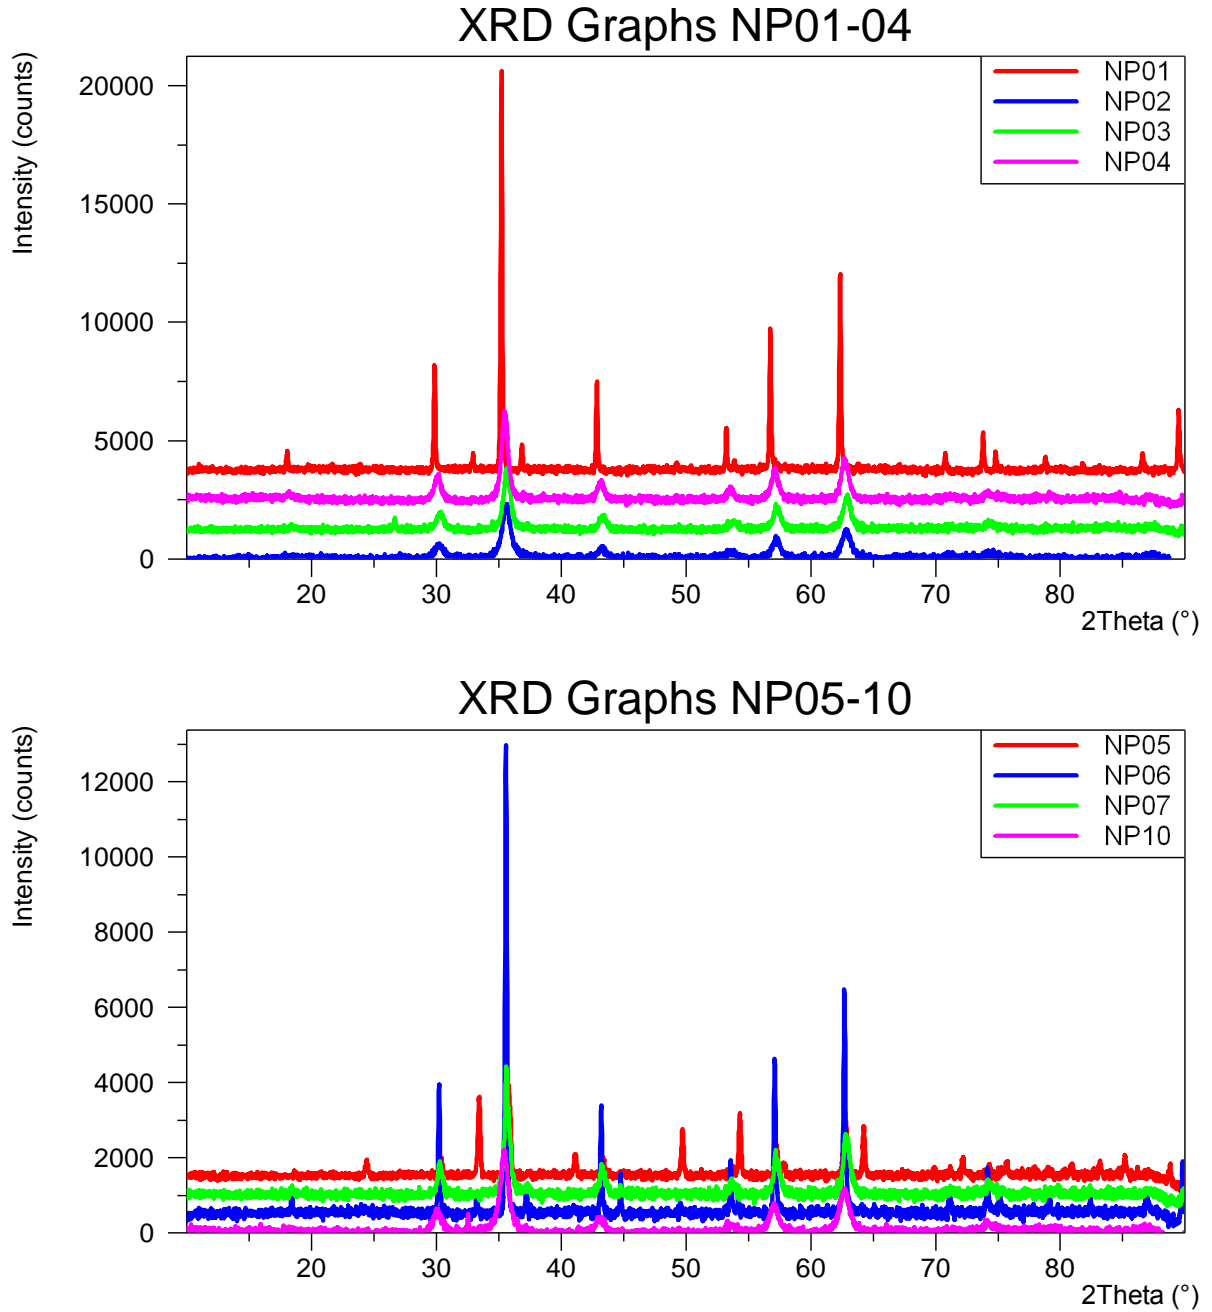 XRD Graphs NP01-04
Intensity (counts)
20000
15000
10000
5000
0
NP01
NP02
NP03
NP04
20 30 40 50 60 70 80
2Theta (°)
XRD Graphs NP05-10
Intensity (counts)
12000
10000
8000
6000
4000
2000
0
NP05
NP06
NP07
NP10
20 30 40 50 60 70 80
2Theta (°)